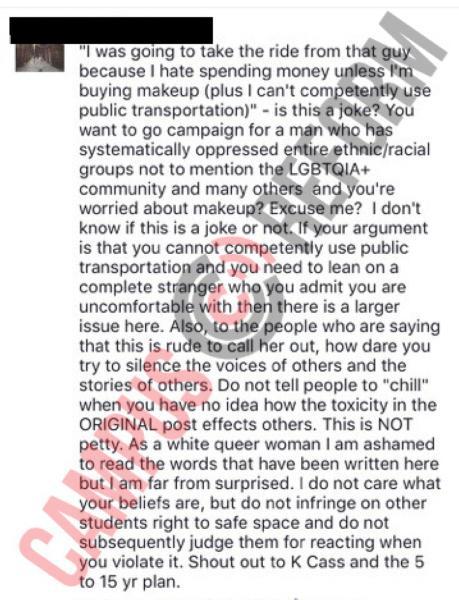 "I was going to take the ride from that guy
because I hate spending money unless I'm
buying makeup (plus I can't competently use
public transportation)" - is this a joke? You
want to go campaign for a man who has
systematically oppressed entire ethnic/racial
groups not to mention the LGBTQIA+
community and many others  and you're
worried about makeup? Excuse me?  I don't
know if this is a joke or not. If your argument
is that you cannot competently use public
transportation and you need to lean on a
complete stranger who you admit you are
uncomfortable with then there is a larger
issue here. Also, to the people who are saying
that this is rude to call her out, how dare you
try to silence the voices of others and the
stories of others. Do not tell people to "chill"
when you have no idea how the toxicity in the
ORIGINAL post effects others. This is NOT
petty. As a white queer woman I am ashamed
to read the words that have been written here
but I am far from surprised. I do not care what
your beliefs are, but do not infringe on other
students right to safe space and do not
subsequently judge them for reacting when
you violate it. Shout out to K Cass and the 5
to 15 yr plan.
CAMPUS REFORM